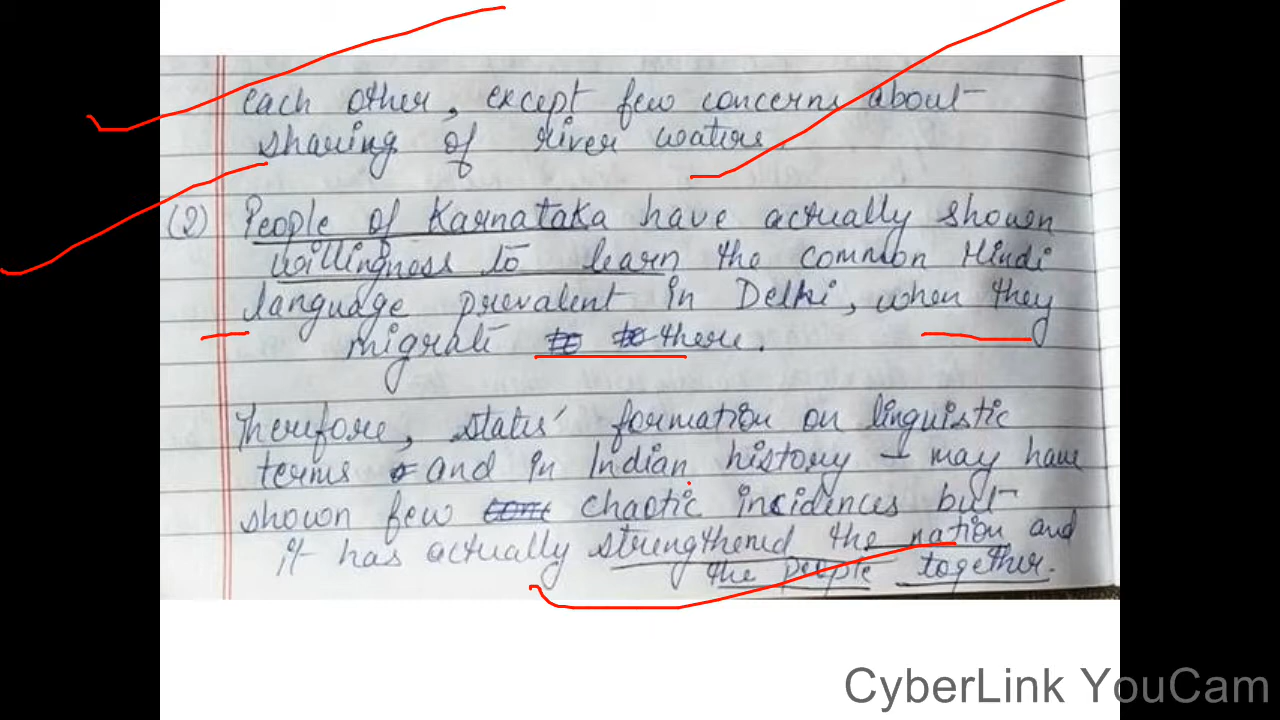 each other, except few concerns about
sharing of river waters.
(2) People of Karnataka have actually shown
willingness to learn the common Hindi
language prevalent in Delhi, when they
migrate there.
Therefore, states' formation on linguistic
terms and in Indian history - may have
shown few chaotic incidences but
it has actually strengthened the nation and
the people together.
CyberLink YouCam